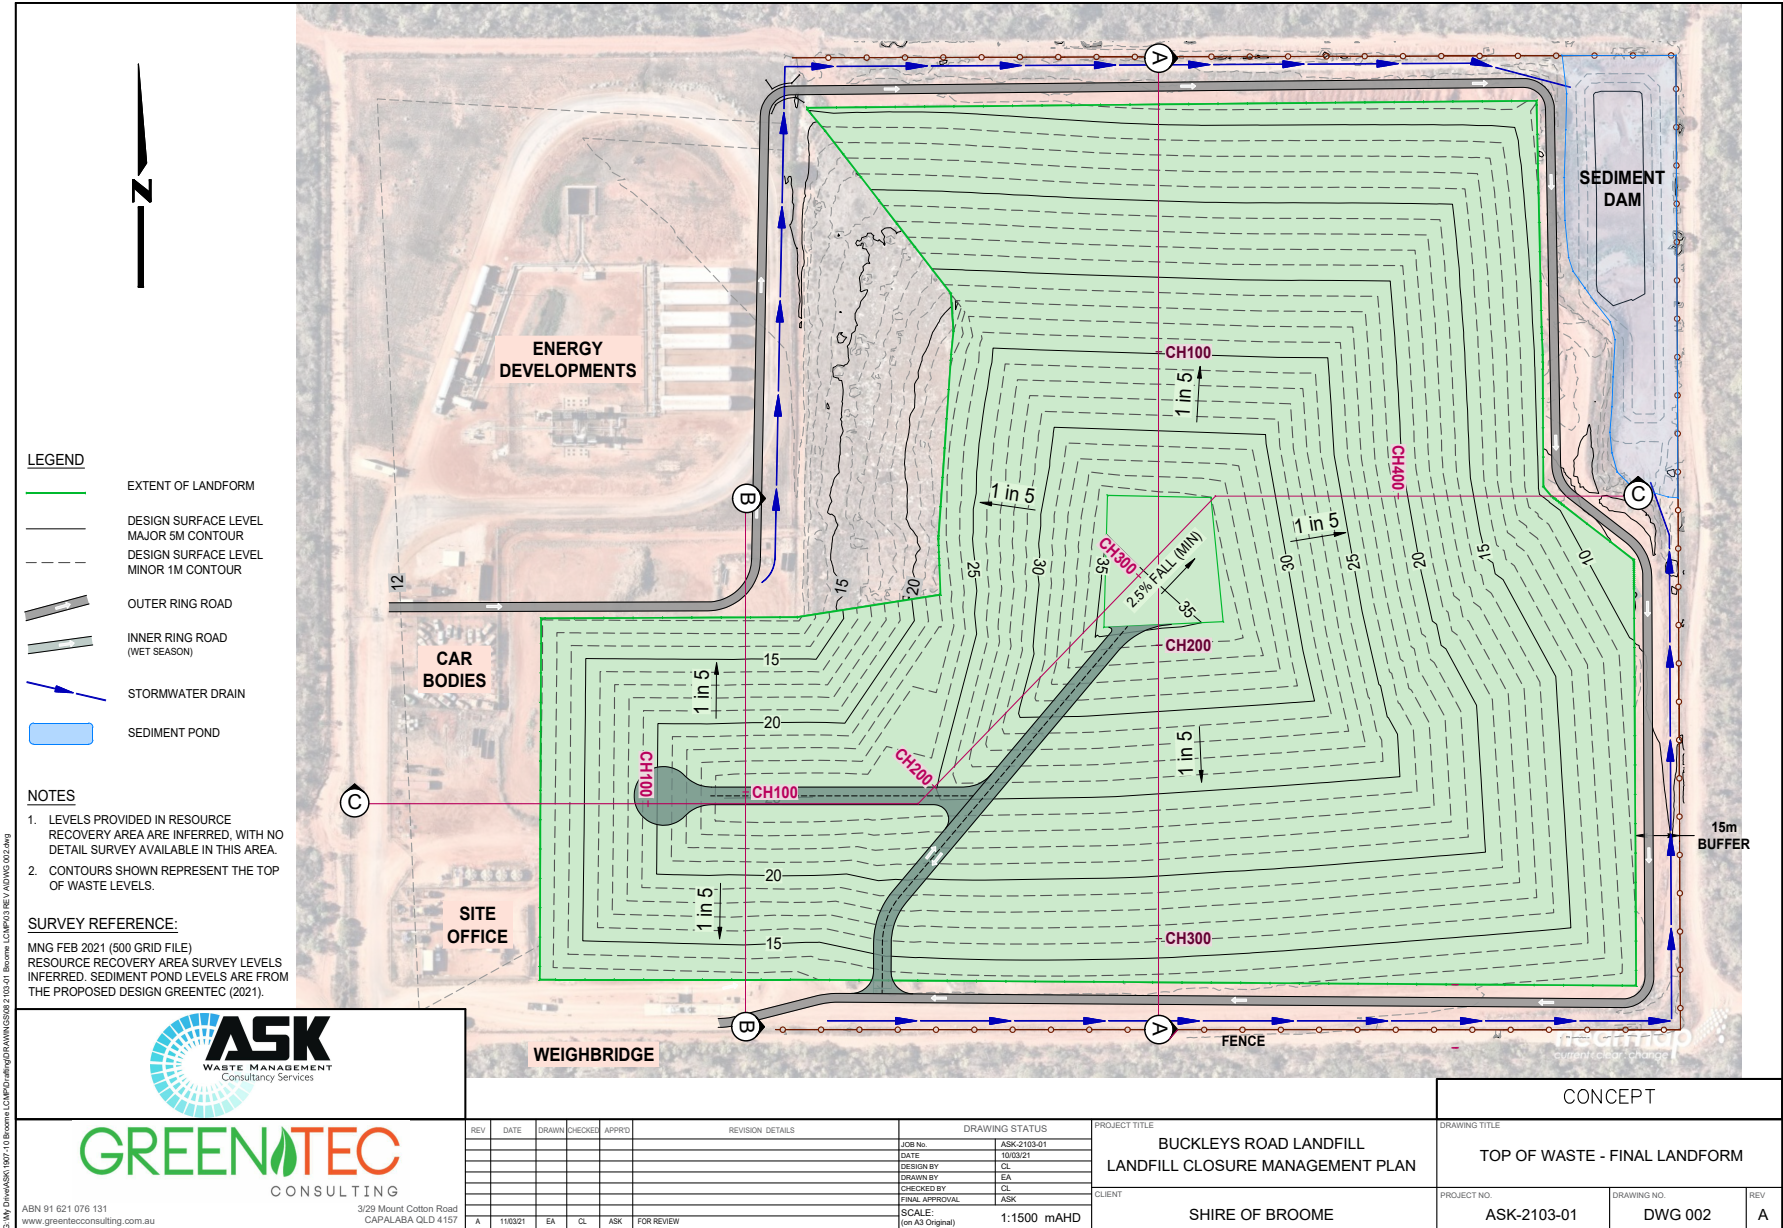 N
LEGEND
EXTENT OF LANDFORM
DESIGN SURFACE LEVEL
MAJOR 5M CONTOUR
DESIGN SURFACE LEVEL
MINOR 1M CONTOUR
OUTER RING ROAD
INNER RING ROAD
(WET SEASON)
STORMWATER DRAIN
SEDIMENT POND
NOTES
1. LEVELS PROVIDED IN RESOURCE
RECOVERY AREA ARE INFERRED, WITH NO
DETAIL SURVEY AVAILABLE IN THIS AREA.
2. CONTOURS SHOWN REPRESENT THE TOP
OF WASTE LEVELS.
SURVEY REFERENCE:
MNG FEB 2021 (500 GRID FILE)
RESOURCE RECOVERY AREA SURVEY LEVELS
INFERRED. SEDIMENT POND LEVELS ARE FROM
THE PROPOSED DESIGN GREENTEC (2021).
A
SEDIMENT
DAM
ENERGY
DEVELOPMENTS
CH100
1 in 5
CH400
B
1 in 5
C
1 in 5
CH300
2.5% FALL (MIN)
12
15
20
25
30
35
35
30
25
20
15
10
CAR
BODIES
15
1 in 5
20
CH200
1 in 5
CH200
CH100
CH100
C
15m
BUFFER
20
1 in 5
15
CH300
SITE
OFFICE
B
A
FENCE
WEIGHBRIDGE
nearmap
current clear change
ASK
WASTE MANAGEMENT
Consultancy Services
GREENTEC
CONSULTING
ABN 91 621 076 131
www.greentecconsulting.com.au
3/29 Mount Cotton Road
CAPALABA QLD 4157
REV DATE DRAWN CHECKED APPR'D REVISION DETAILS
A 11/03/21 EA CL ASK FOR REVIEW
DRAWING STATUS
JOB No. ASK-2103-01
DATE 10/03/21
DESIGN BY CL
DRAWN BY EA
CHECKED BY CL
FINAL APPROVAL ASK
SCALE:
(on A3 Original) 1:1500 mAHD
PROJECT TITLE
BUCKLEYS ROAD LANDFILL
LANDFILL CLOSURE MANAGEMENT PLAN
CLIENT
SHIRE OF BROOME
CONCEPT
DRAWING TITLE
TOP OF WASTE - FINAL LANDFORM
PROJECT NO.
ASK-2103-01
DRAWING NO.
DWG 002
REV
A